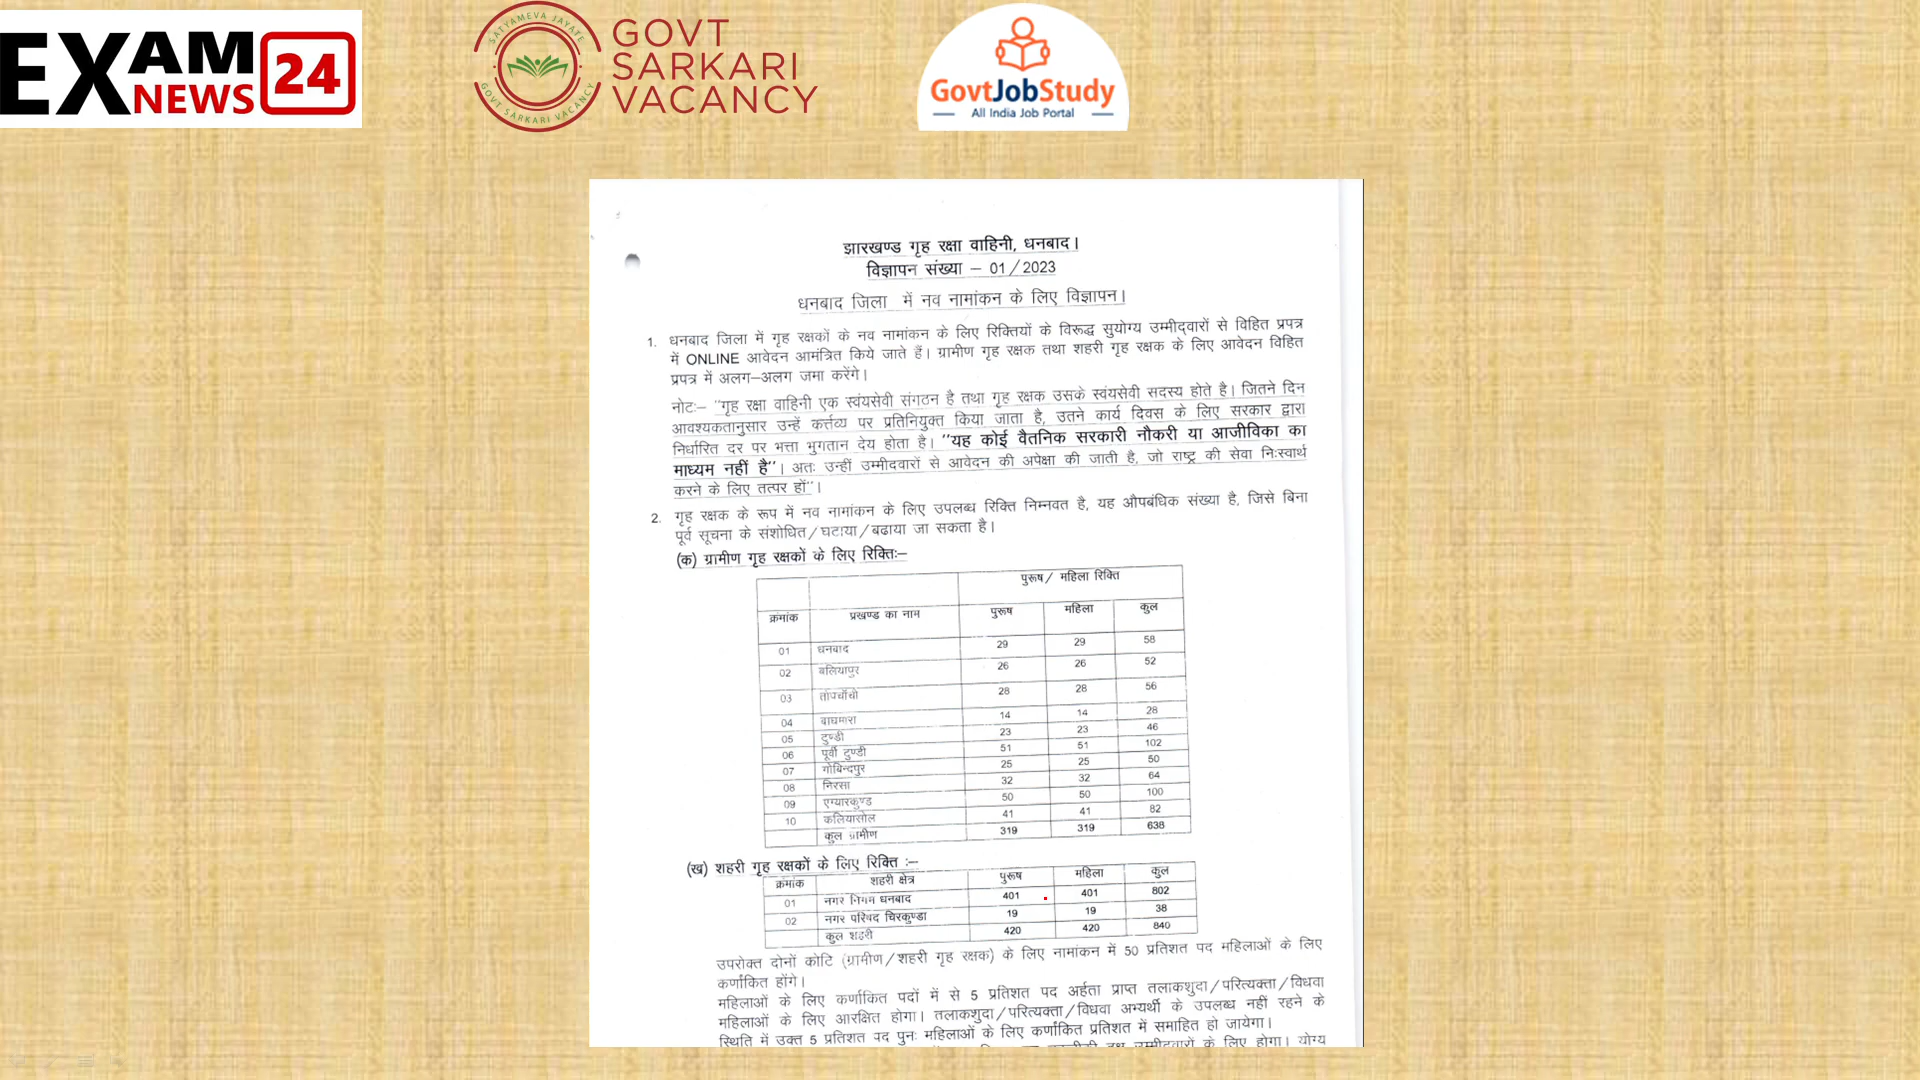 EXAM NEWS 24
SATYAMEVA JAYATE
GOVT SARKARI VACANCY
GOVT
SARKARI
VACANCY
GovtJobStudy
All India Job Portal
झारखण्ड गृह रक्षा वाहिनी, धनबाद।
विज्ञापन संख्या – 01/2023
धनबाद जिला में नव नामांकन के लिए विज्ञापन।
1. धनबाद जिला में गृह रक्षकों के नव नामांकन के लिए रिक्तियों के विरूद्ध सुयोग्य उम्मीद्वारों से विहित प्रपत्र
में ONLINE आवेदन आमंत्रित किये जाते हैं। ग्रामीण गृह रक्षक तथा शहरी गृह रक्षक के लिए आवेदन विहित
प्रपत्र में अलग–अलग जमा करेंगे।
नोटः– "गृह रक्षा वाहिनी एक स्वंयसेवी संगठन है तथा गृह रक्षक उसके स्वंयसेवी सदस्य होते है। जितने दिन
आवश्यकतानुसार उन्हें कर्त्तव्य पर प्रतिनियुक्त किया जाता है, उतने कार्य दिवस के लिए सरकार द्वारा
निर्धारित दर पर भत्ता भुगतान देय होता है। "यह कोई वैतनिक सरकारी नौकरी या आजीविका का
माध्यम नहीं है"। अतः उन्हीं उम्मीदवारों से आवेदन की अपेक्षा की जाती है, जो राष्ट्र की सेवा निःस्वार्थ
करने के लिए तत्पर हों"।
2. गृह रक्षक के रूप में नव नामांकन के लिए उपलब्ध रिक्ति निम्नवत है, यह औपबंधिक संख्या है, जिसे बिना
पूर्व सूचना के संशोधित/घटाया/बढाया जा सकता है।
(क) ग्रामीण गृह रक्षकों के लिए रिक्तिः–
पुरूष/ महिला रिक्ति
क्रमांक प्रखण्ड का नाम पुरूष महिला कुल
01 धनबाद 29 29 58
02 बलियापुर 26 26 52
03 तोपचाँची 28 28 56
04 बाघमारा 14 14 28
05 टुण्डी 23 23 46
06 पूर्वी टुण्डी 51 51 102
07 गोबिन्दपुर 25 25 50
08 निरसा 32 32 64
09 एग्यारकुण्ड 50 50 100
10 कलियासोल 41 41 82
कुल ग्रामीण 319 319 638
(ख) शहरी गृह रक्षकों के लिए रिक्ति :–
क्रमांक शहरी क्षेत्र पुरूष महिला कुल
01 नगर निगम धनबाद 401 401 802
02 नगर परिषद चिरकुण्डा 19 19 38
कुल शहरी 420 420 840
उपरोक्त दोनों कोटि (ग्रामीण/शहरी गृह रक्षक) के लिए नामांकन में 50 प्रतिशत पद महिलाओं के लिए
कर्णांकित होंगे।
महिलाओं के लिए कर्णांकित पदों में से 5 प्रतिशत पद अर्हता प्राप्त तलाकशुदा/परित्यक्ता/विधवा
महिलाओं के लिए आरक्षित होगा। तलाकशुदा/परित्यक्ता/विधवा अभ्यर्थी के उपलब्ध नहीं रहने के
स्थिति में उक्त 5 प्रतिशत पद पुनः महिलाओं के लिए कर्णांकित प्रतिशत में समाहित हो जायेगा।
उम्मीदवारों के लिए होगा। योग्य